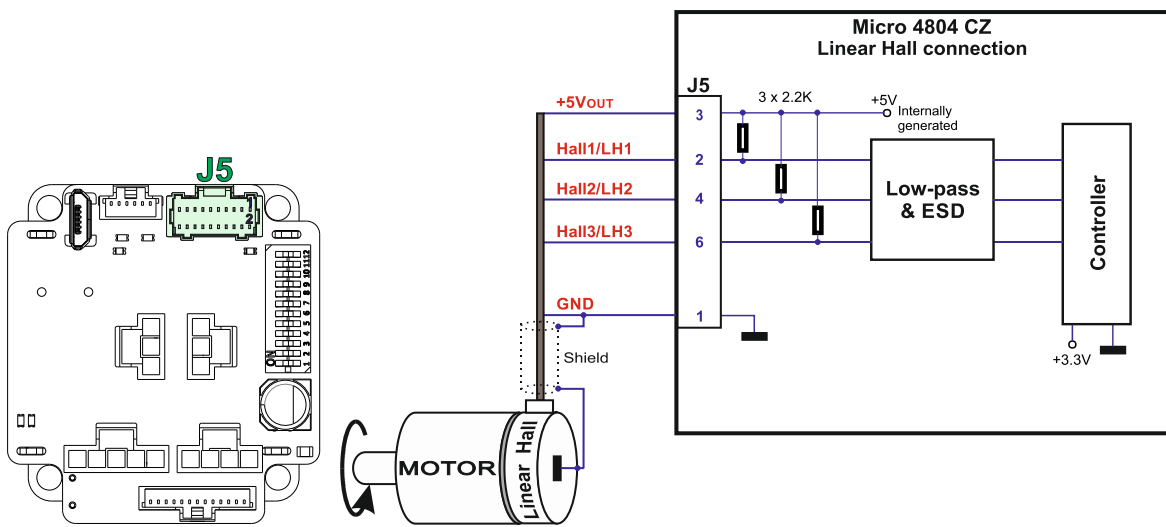 J5
1
2
12
11
10
9
8
7
6
5
4
3
2
1
ON
Micro 4804 CZ
Linear Hall connection
J5
3 x 2.2K
+5V
Internally
generated
+5VOUT
3
Hall1/LH1
2
Hall2/LH2
4
Hall3/LH3
6
GND
1
Low-pass
& ESD
Controller
+3.3V
Shield
MOTOR
Linear Hall